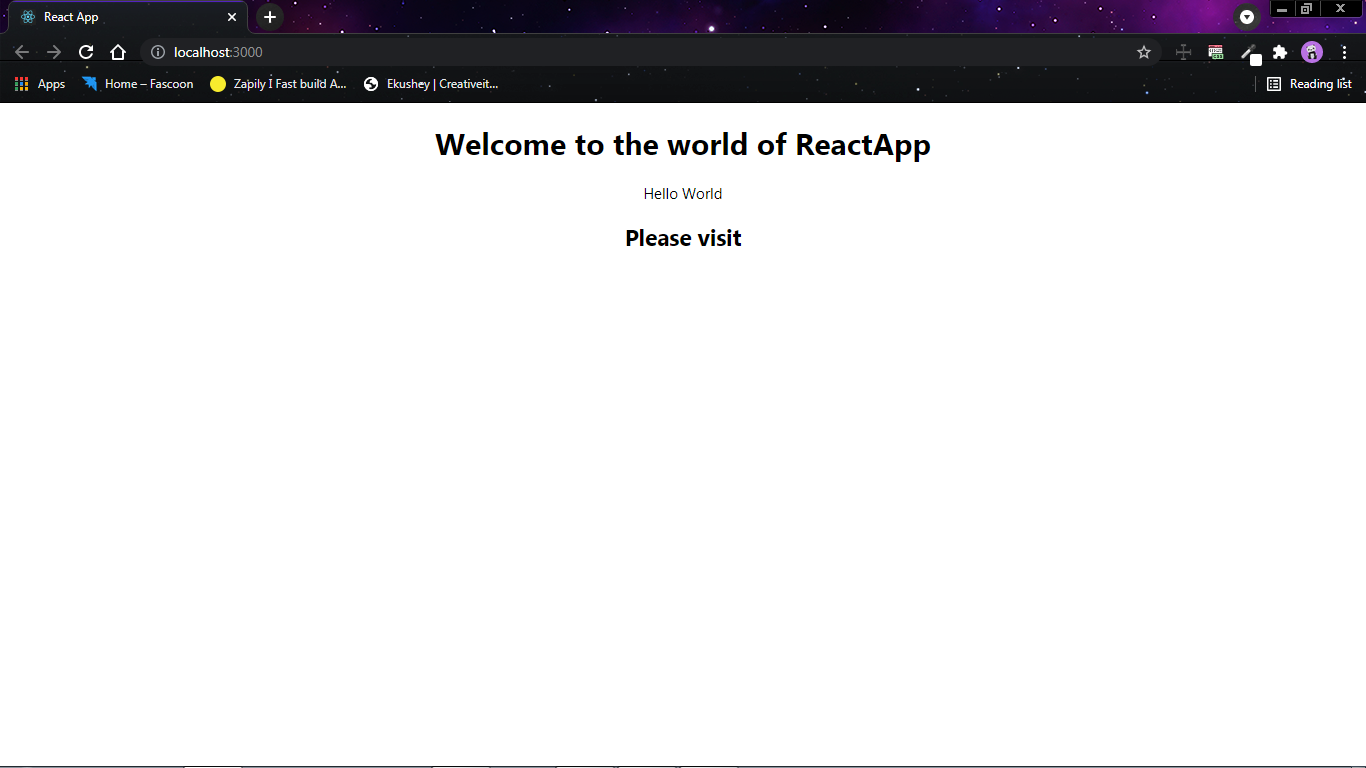 React App
localhost:3000
Apps
Home – Fascoon
Zapily I Fast build A...
Ekushey | Creativeit...
Reading list
Welcome to the world of ReactApp
Hello World
Please visit